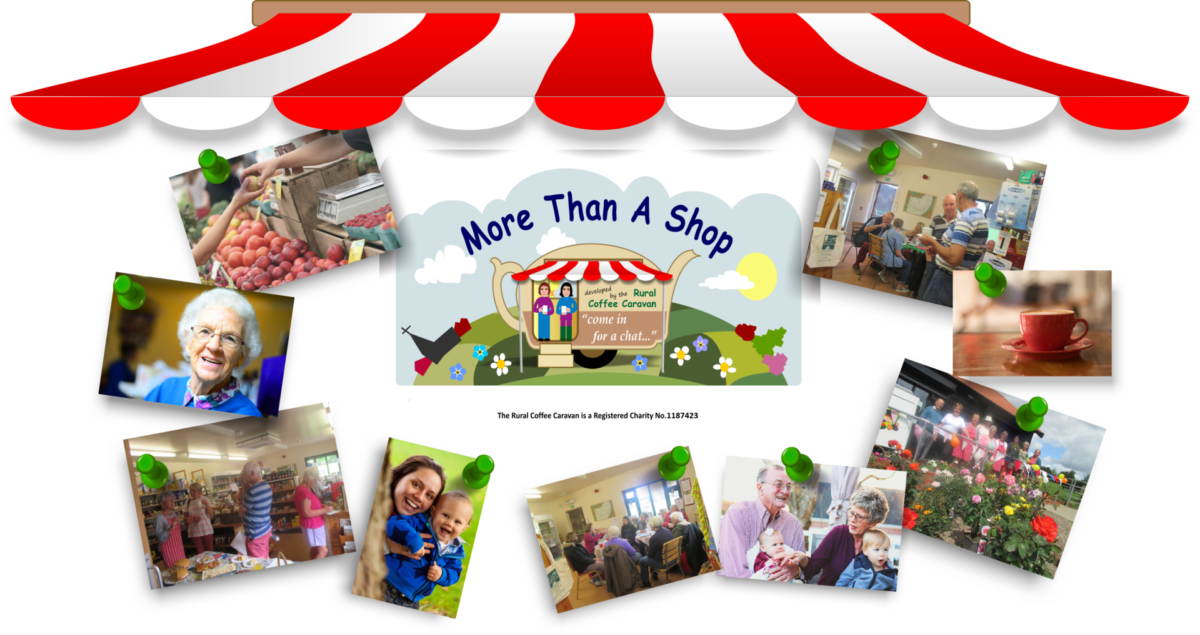 More Than A Shop
developed
by the Rural
Coffee Caravan
"come in
for a chat..."
The Rural Coffee Caravan is a Registered Charity No.1187423